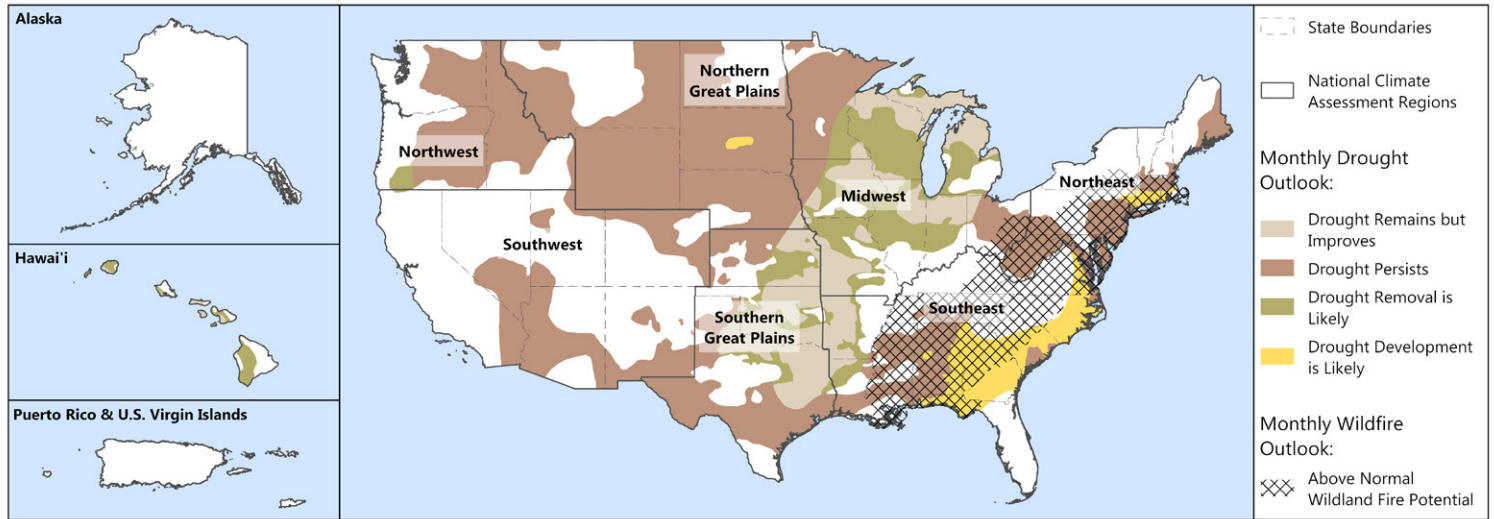 Alaska
Hawai'i
Puerto Rico & U.S. Virgin Islands
Northern
Great Plains
Northwest
Southwest
Midwest
Northeast
Southeast
Southern
Great Plains
State Boundaries
National Climate
Assessment Regions
Monthly Drought
Outlook:
Drought Remains but
Improves
Drought Persists
Drought Removal is
Likely
Drought Development
is Likely
Monthly Wildfire
Outlook:
Above Normal
Wildland Fire Potential